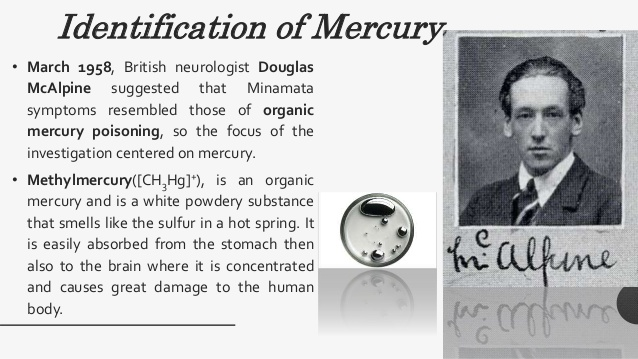 Identification of Mercury
• March 1958, British neurologist Douglas
McAlpine suggested that Minamata
symptoms resembled those of organic
mercury poisoning, so the focus of the
investigation centered on mercury.
• Methylmercury([CH3Hg]+), is an organic
mercury and is a white powdery substance
that smells like the sulfur in a hot spring. It
is easily absorbed from the stomach then
also to the brain where it is concentrated
and causes great damage to the human
body.
McAlpine